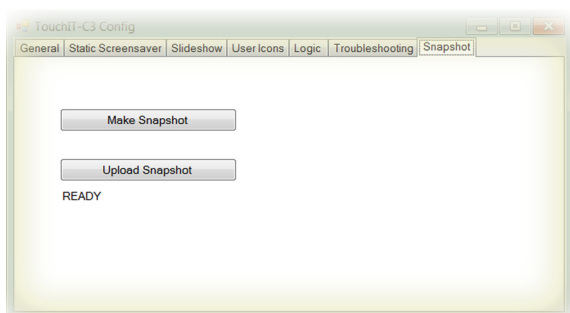 TouchIT-C3 Config
General Static Screensaver Slideshow User Icons Logic Troubleshooting Snapshot
Make Snapshot
Upload Snapshot
READY